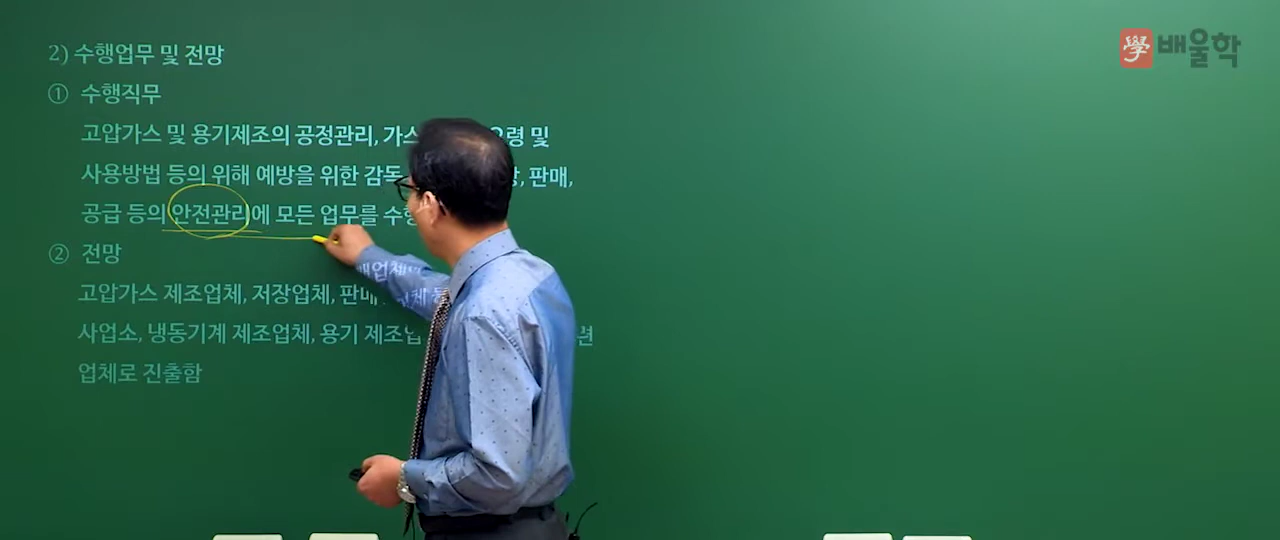 學 배울학
2) 수행업무 및 전망
① 수행직무
고압가스 및 용기제조의 공정관리, 가스 및
사용방법 등의 위해 예방을 위한 감독 판매,
공급 등의 안전관리에 모든 업무를
② 전망
고압가스 제조업체, 저장업체,
사업소, 냉동기계 제조업체, 용기
업체로 진출함